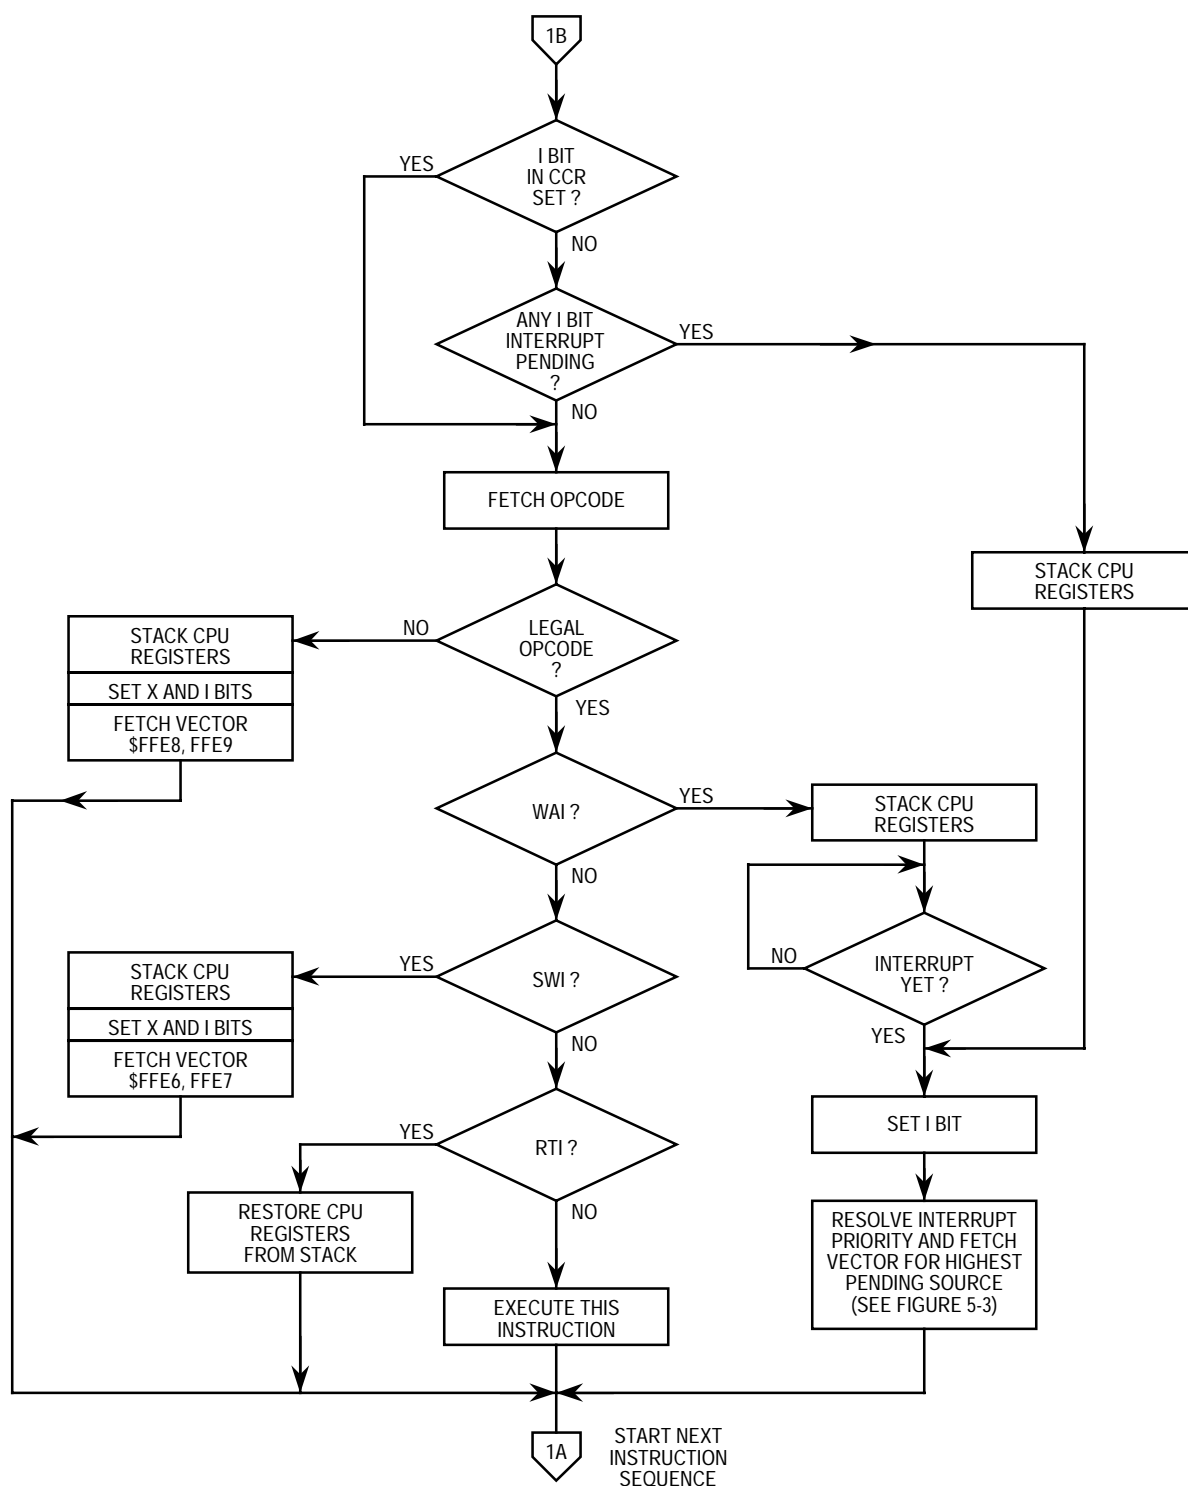 1B
I BIT
IN CCR
SET ?
YES
NO
ANY I BIT
INTERRUPT
PENDING
?
YES
NO
FETCH OPCODE
STACK CPU
REGISTERS
LEGAL
OPCODE
?
NO
YES
STACK CPU
REGISTERS
SET X AND I BITS
FETCH VECTOR
$FFE8, FFE9
WAI ?
YES
NO
STACK CPU
REGISTERS
INTERRUPT
YET ?
NO
YES
SWI ?
YES
NO
STACK CPU
REGISTERS
SET X AND I BITS
FETCH VECTOR
$FFE6, FFE7
SET I BIT
RTI ?
YES
NO
RESTORE CPU
REGISTERS
FROM STACK
RESOLVE INTERRUPT
PRIORITY AND FETCH
VECTOR FOR HIGHEST
PENDING SOURCE
(SEE FIGURE 5-3)
EXECUTE THIS
INSTRUCTION
1A
START NEXT
INSTRUCTION
SEQUENCE